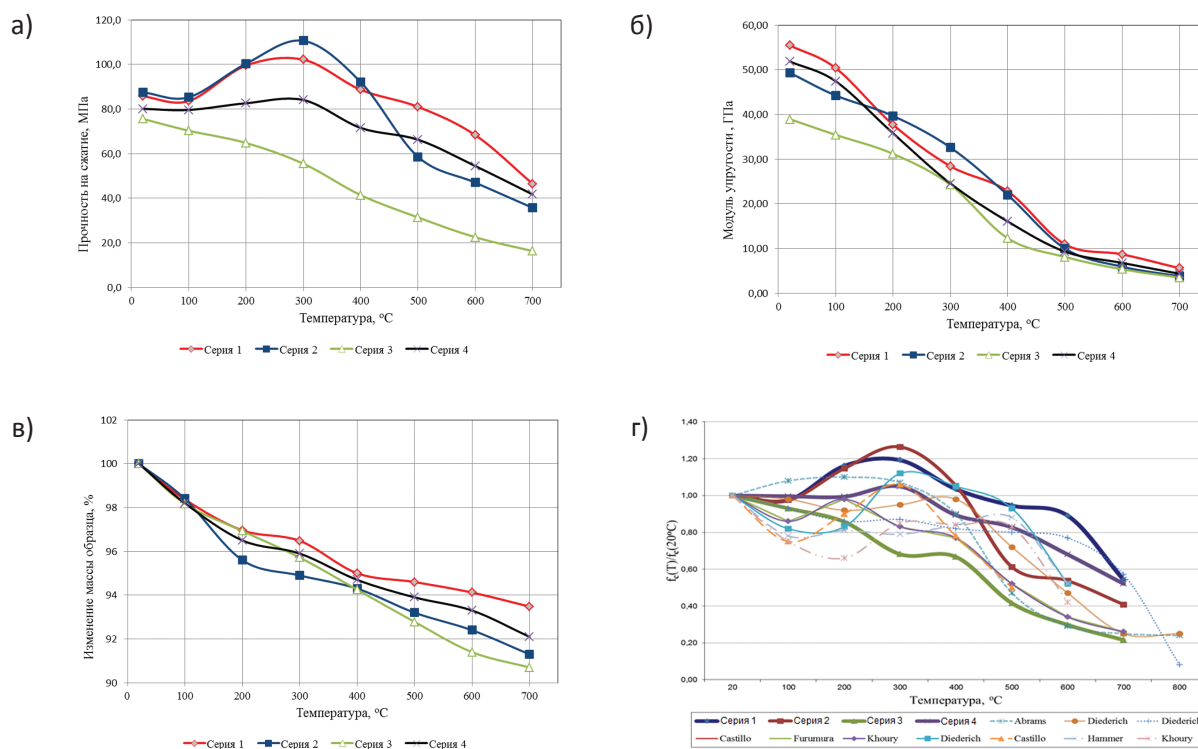 а)
120,0
100,0
80,0
60,0
40,0
20,0
0,0
Прочность на сжатие, МПа
0 100 200 300 400 500 600 700
Температура, °C
Серия 1 Серия 2 Серия 3 Серия 4
б)
60,00
50,00
40,00
30,00
20,00
10,00
0,00
Модуль упругости, ГПа
0 100 200 300 400 500 600 700
Температура, °C
Серия 1 Серия 2 Серия 3 Серия 4
в)
102
100
98
96
94
92
90
Изменение массы образца, %
0 100 200 300 400 500 600 700
Температура, °C
Серия 1 Серия 2 Серия 3 Серия 4
г)
1,40
1,20
1,00
0,80
0,60
0,40
0,20
0,00
20 100 200 300 400 500 600 700 800
Температура, °C
Серия 1 Серия 2 Серия 3 Серия 4 Abrams Diederich Diederich
Castillo Furumura Khoury Diederich Castillo Hammer Khoury